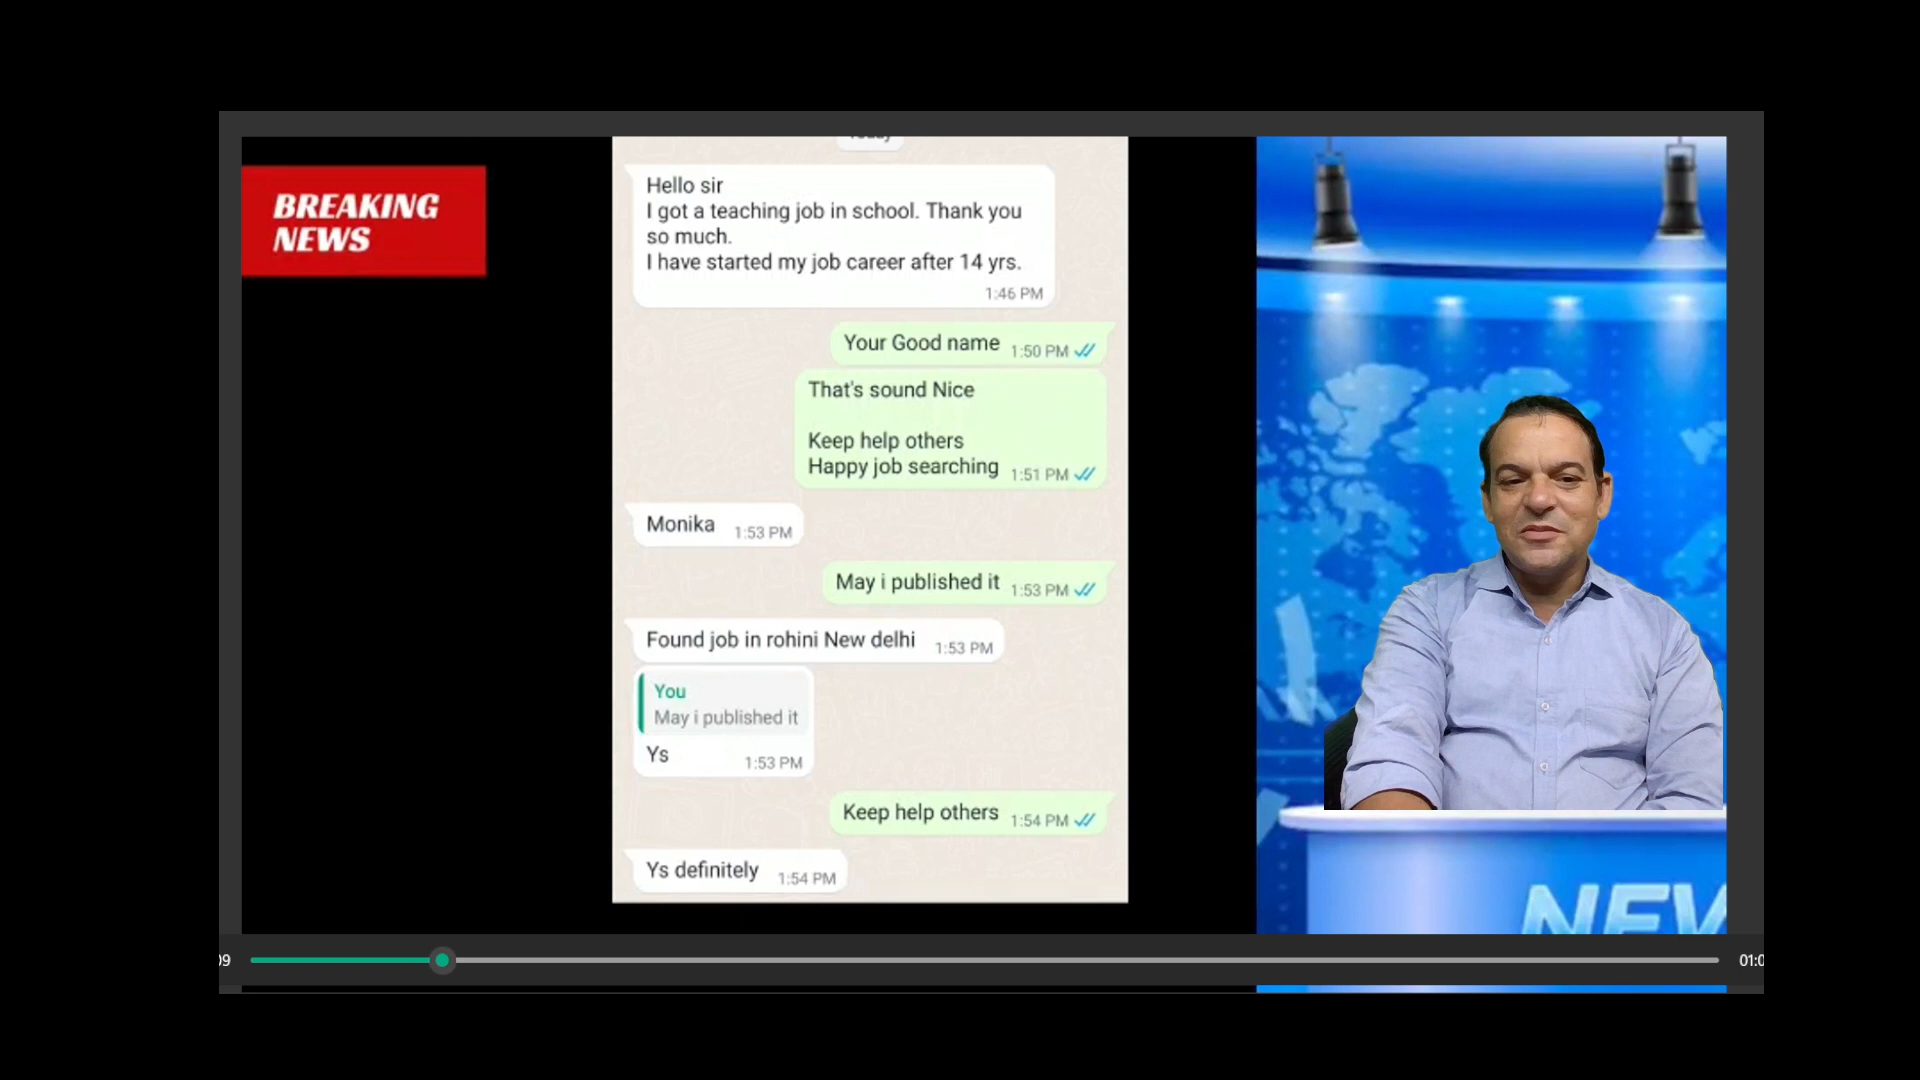 BREAKING
NEWS
Today
Hello sir
I got a teaching job in school. Thank you
so much.
I have started my job career after 14 yrs.
1:46 PM
Your Good name 1:50 PM
That's sound Nice
Keep help others
Happy job searching 1:51 PM
Monika 1:53 PM
May i published it 1:53 PM
Found job in rohini New delhi 1:53 PM
You
May i published it
Ys 1:53 PM
Keep help others 1:54 PM
Ys definitely 1:54 PM